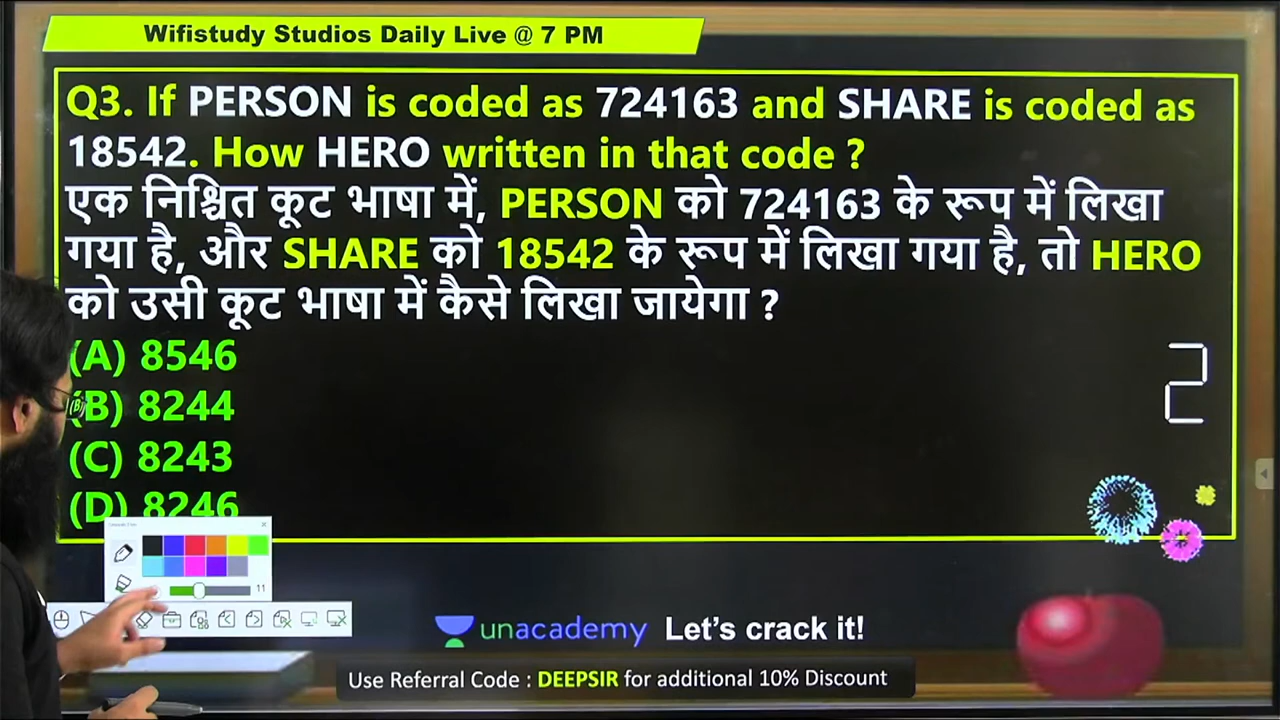 Wifistudy Studios Daily Live @ 7 PM
Q3. If PERSON is coded as 724163 and SHARE is coded as
18542. How HERO written in that code ?
एक निश्चित कूट भाषा में, PERSON को 724163 के रूप में लिखा
गया है, और SHARE को 18542 के रूप में लिखा गया है, तो HERO
को उसी कूट भाषा में कैसे लिखा जायेगा ?
(A) 8546
(B) 8244
(C) 8243
(D) 8246
2
11
unacademy Let's crack it!
Use Referral Code : DEEPSIR for additional 10% Discount